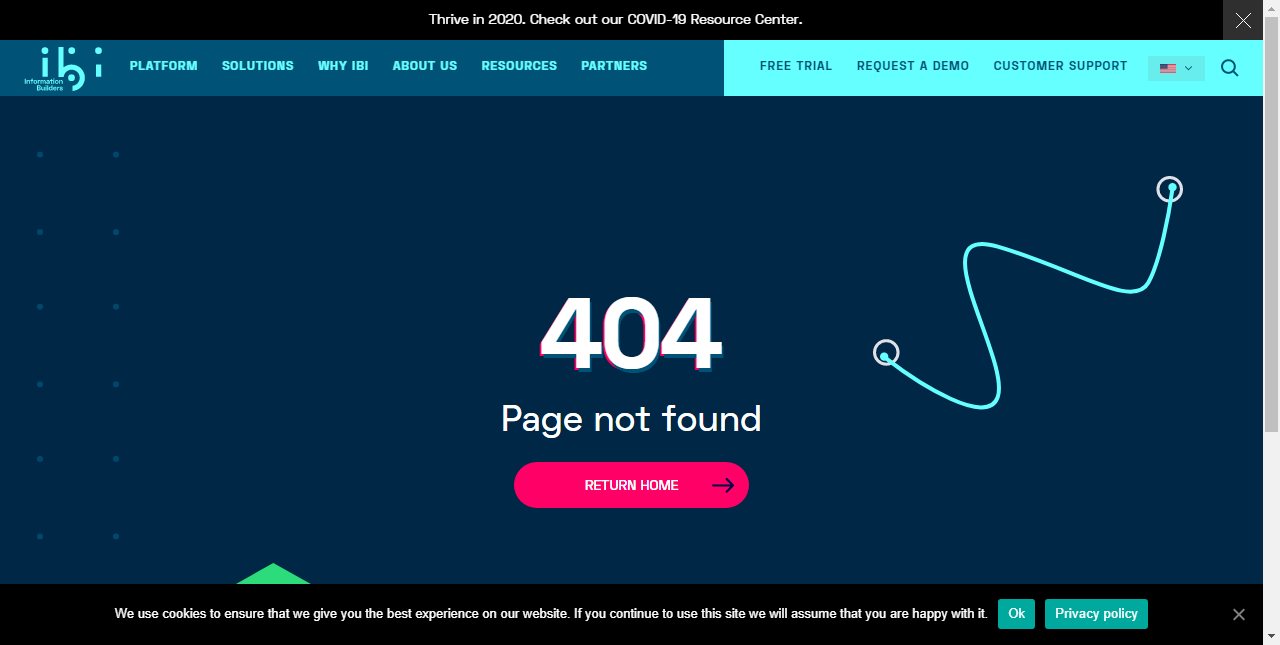 Thrive in 2020. Check out our COVID-19 Resource Center.
ibi
Information
Builders
PLATFORM SOLUTIONS WHY IBI ABOUT US RESOURCES PARTNERS
FREE TRIAL REQUEST A DEMO CUSTOMER SUPPORT
404
Page not found
RETURN HOME
We use cookies to ensure that we give you the best experience on our website. If you continue to use this site we will assume that you are happy with it. Ok Privacy policy